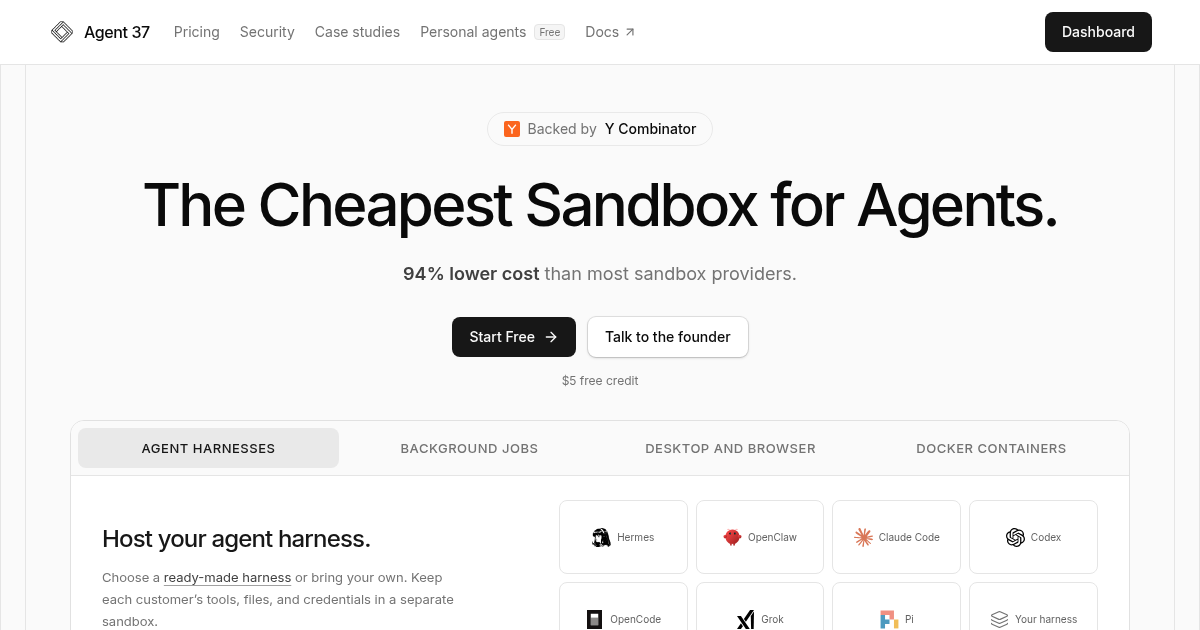 Agent 37
Pricing
Security
Case studies
Personal agents
Free
Docs
Dashboard
Backed by Y Combinator
The Cheapest Sandbox for Agents.
94% lower cost than most sandbox providers.
Start Free
Talk to the founder
$5 free credit
AGENT HARNESSES
BACKGROUND JOBS
DESKTOP AND BROWSER
DOCKER CONTAINERS
Host your agent harness.
Choose a ready-made harness or bring your own. Keep
each customer’s tools, files, and credentials in a separate
sandbox.
Hermes
OpenClaw
Claude Code
Codex
OpenCode
Grok
Pi
Your harness